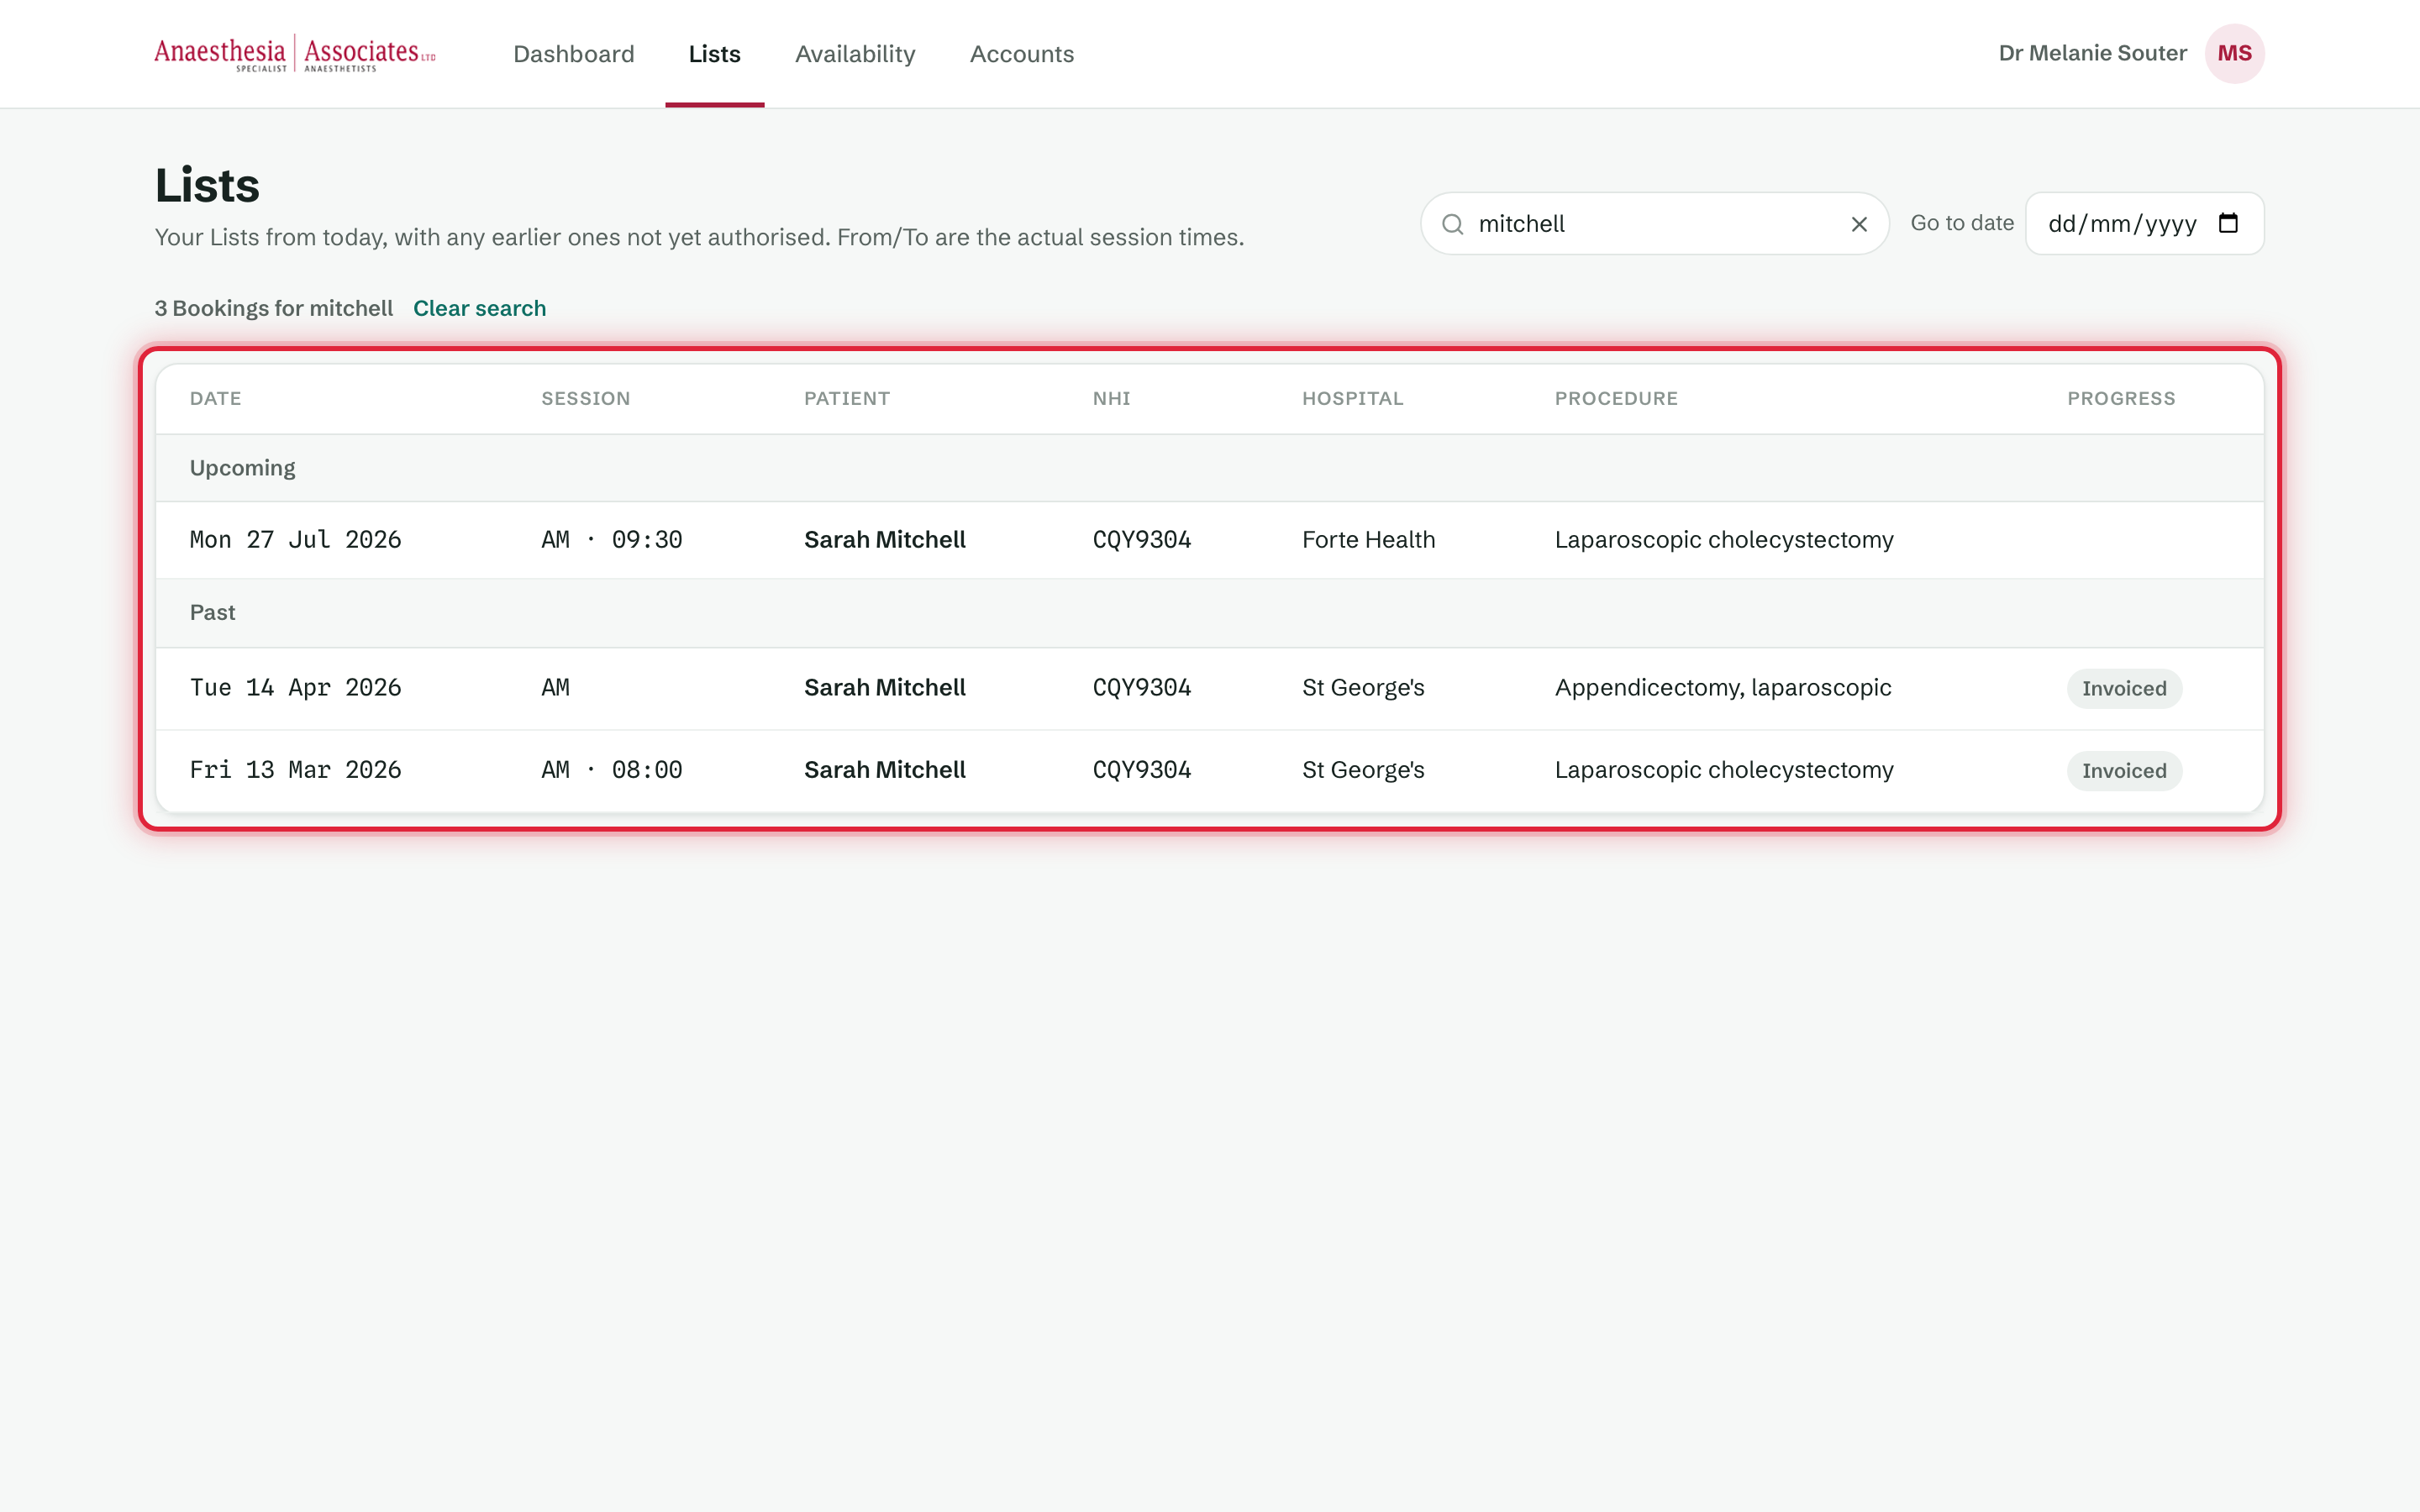 Anaesthesia Associates LTD
SPECIALIST ANAESTHETISTS
Dashboard Lists Availability Accounts Dr Melanie Souter MS
Lists
Your Lists from today, with any earlier ones not yet authorised. From/To are the actual session times.
mitchell Go to date dd/mm/yyyy
3 Bookings for mitchell Clear search
DATE SESSION PATIENT NHI HOSPITAL PROCEDURE PROGRESS
Upcoming
Mon 27 Jul 2026 AM · 09:30 Sarah Mitchell CQY9304 Forte Health Laparoscopic cholecystectomy
Past
Tue 14 Apr 2026 AM Sarah Mitchell CQY9304 St George's Appendicectomy, laparoscopic Invoiced
Fri 13 Mar 2026 AM · 08:00 Sarah Mitchell CQY9304 St George's Laparoscopic cholecystectomy Invoiced